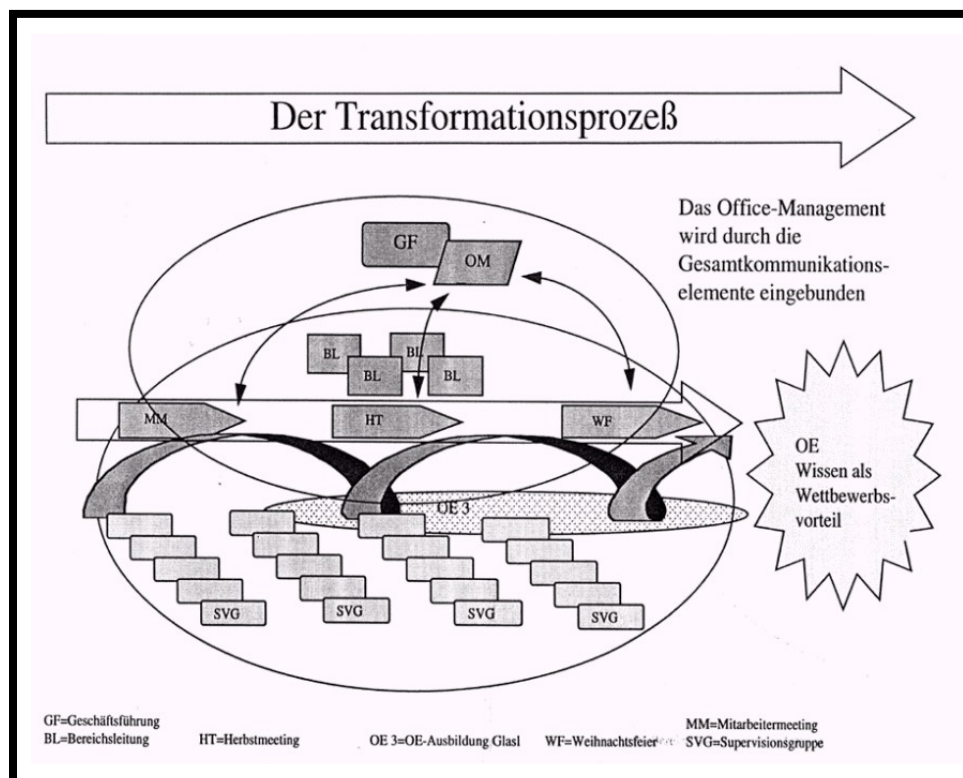 Der Transformationsprozeß
Das Office-Management
wird durch die
Gesamtkommunikations-
elemente eingebunden
GF
OM
BL
BL
BL
BL
MM
HT
WF
OE
Wissen als
Wettbewerbs-
vorteil
OE 3
SVG
SVG
SVG
SVG
GF=Geschäftsführung
BL=Bereichsleitung
HT=Herbstmeeting
OE 3=OE-Ausbildung Glasl
WF=Weihnachtsfeier
MM=Mitarbeitermeeting
SVG=Supervisionsgruppe